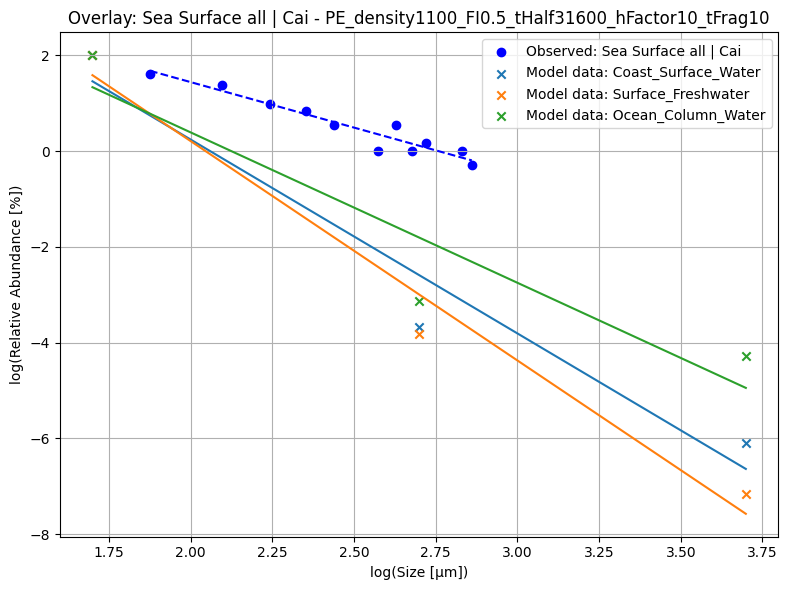 Overlay: Sea Surface all | Cai - PE_density1100_FI0.5_tHalf31600_hFactor10_tFrag10
Observed: Sea Surface all | Cai
Model data: Coast_Surface_Water
Model data: Surface_Freshwater
Model data: Ocean_Column_Water
log(Relative Abundance [%])
2
0
−2
−4
−6
−8
1.75
2.00
2.25
2.50
2.75
3.00
3.25
3.50
3.75
log(Size [μm])